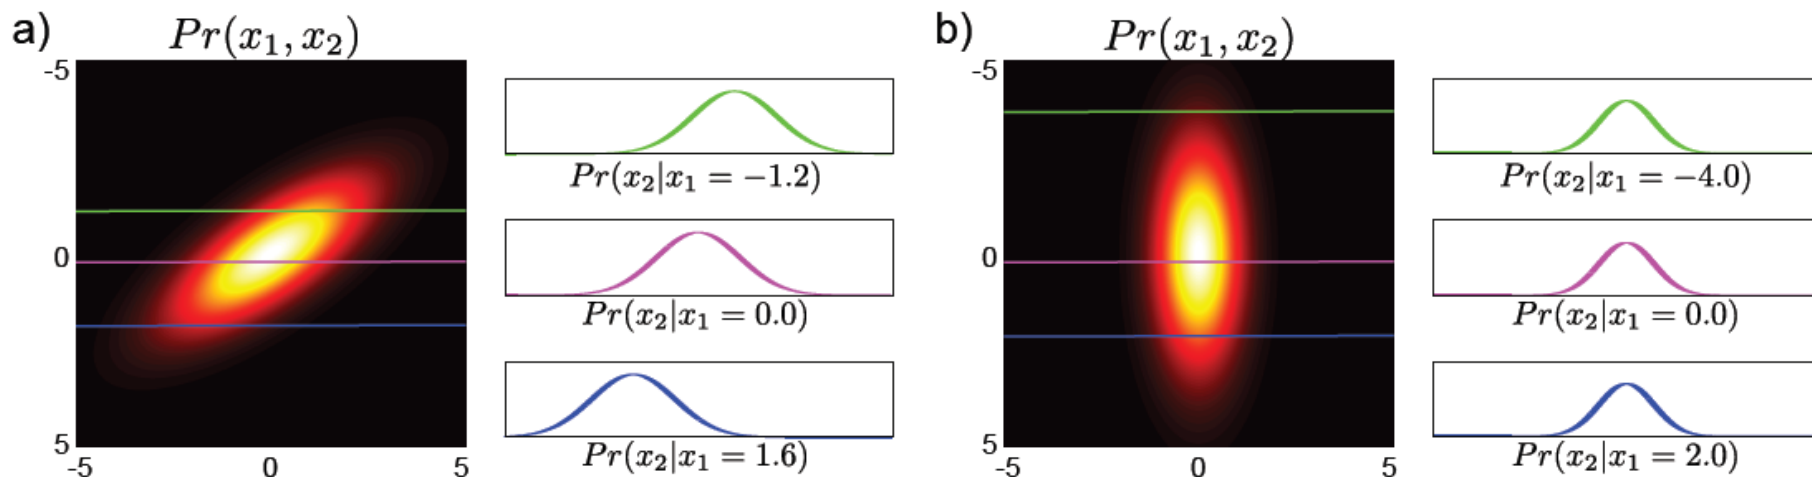 a)
Pr(x₁, x₂)
-5
0
5
-5 0 5
Pr(x₂|x₁ = −1.2)
Pr(x₂|x₁ = 0.0)
Pr(x₂|x₁ = 1.6)
b)
Pr(x₁, x₂)
-5
0
5
-5 0 5
Pr(x₂|x₁ = −4.0)
Pr(x₂|x₁ = 0.0)
Pr(x₂|x₁ = 2.0)